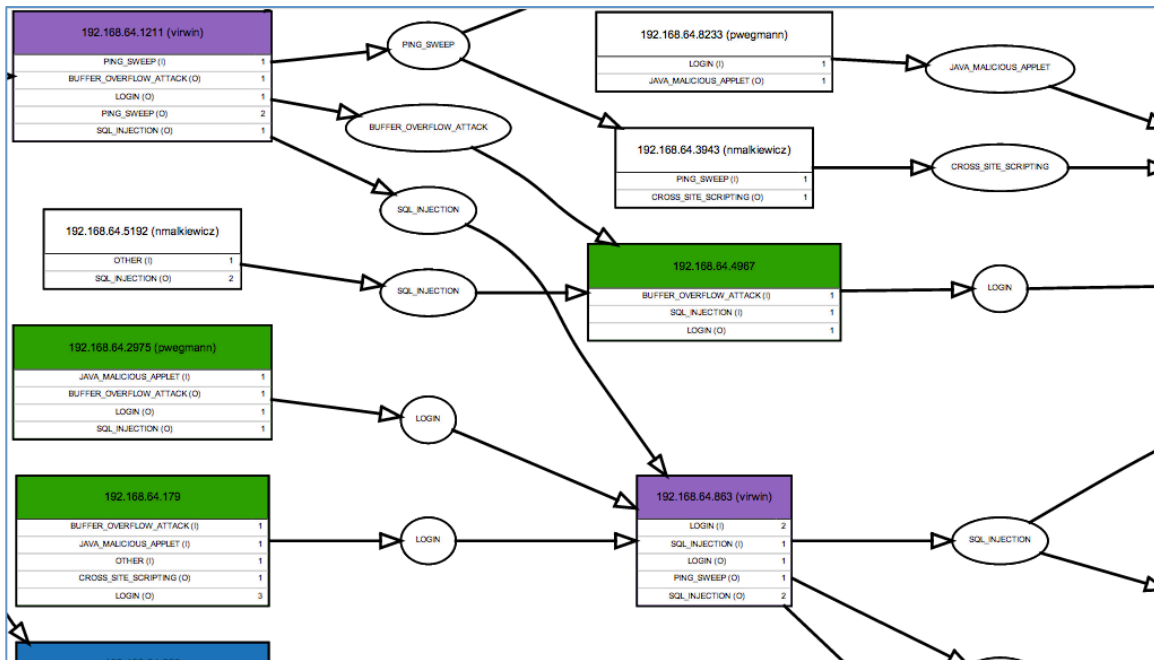 192.168.64.1211 (virwin)
PING_SWEEP (I) 1
BUFFER_OVERFLOW_ATTACK (O) 1
LOGIN (O) 1
PING_SWEEP (O) 2
SQL_INJECTION (O) 1
PING_SWEEP
BUFFER_OVERFLOW_ATTACK
SQL_INJECTION
192.168.64.8233 (pwegmann)
LOGIN (I) 1
JAVA_MALICIOUS_APPLET (O) 1
JAVA_MALICIOUS_APPLET
192.168.64.3943 (nmalkiewicz)
PING_SWEEP (I) 1
CROSS_SITE_SCRIPTING (O) 1
CROSS_SITE_SCRIPTING
192.168.64.5192 (nmalkiewicz)
OTHER (I) 1
SQL_INJECTION (O) 2
SQL_INJECTION
192.168.64.4967
BUFFER_OVERFLOW_ATTACK (I) 1
SQL_INJECTION (I) 1
LOGIN (O) 1
LOGIN
192.168.64.2975 (pwegmann)
JAVA_MALICIOUS_APPLET (I) 1
BUFFER_OVERFLOW_ATTACK (O) 1
LOGIN (O) 1
SQL_INJECTION (O) 1
LOGIN
192.168.64.179
BUFFER_OVERFLOW_ATTACK (I) 1
JAVA_MALICIOUS_APPLET (I) 1
OTHER (I) 1
CROSS_SITE_SCRIPTING (O) 1
LOGIN (O) 3
LOGIN
192.168.64.863 (virwin)
LOGIN (I) 2
SQL_INJECTION (I) 1
LOGIN (O) 1
PING_SWEEP (O) 1
SQL_INJECTION (O) 2
SQL_INJECTION